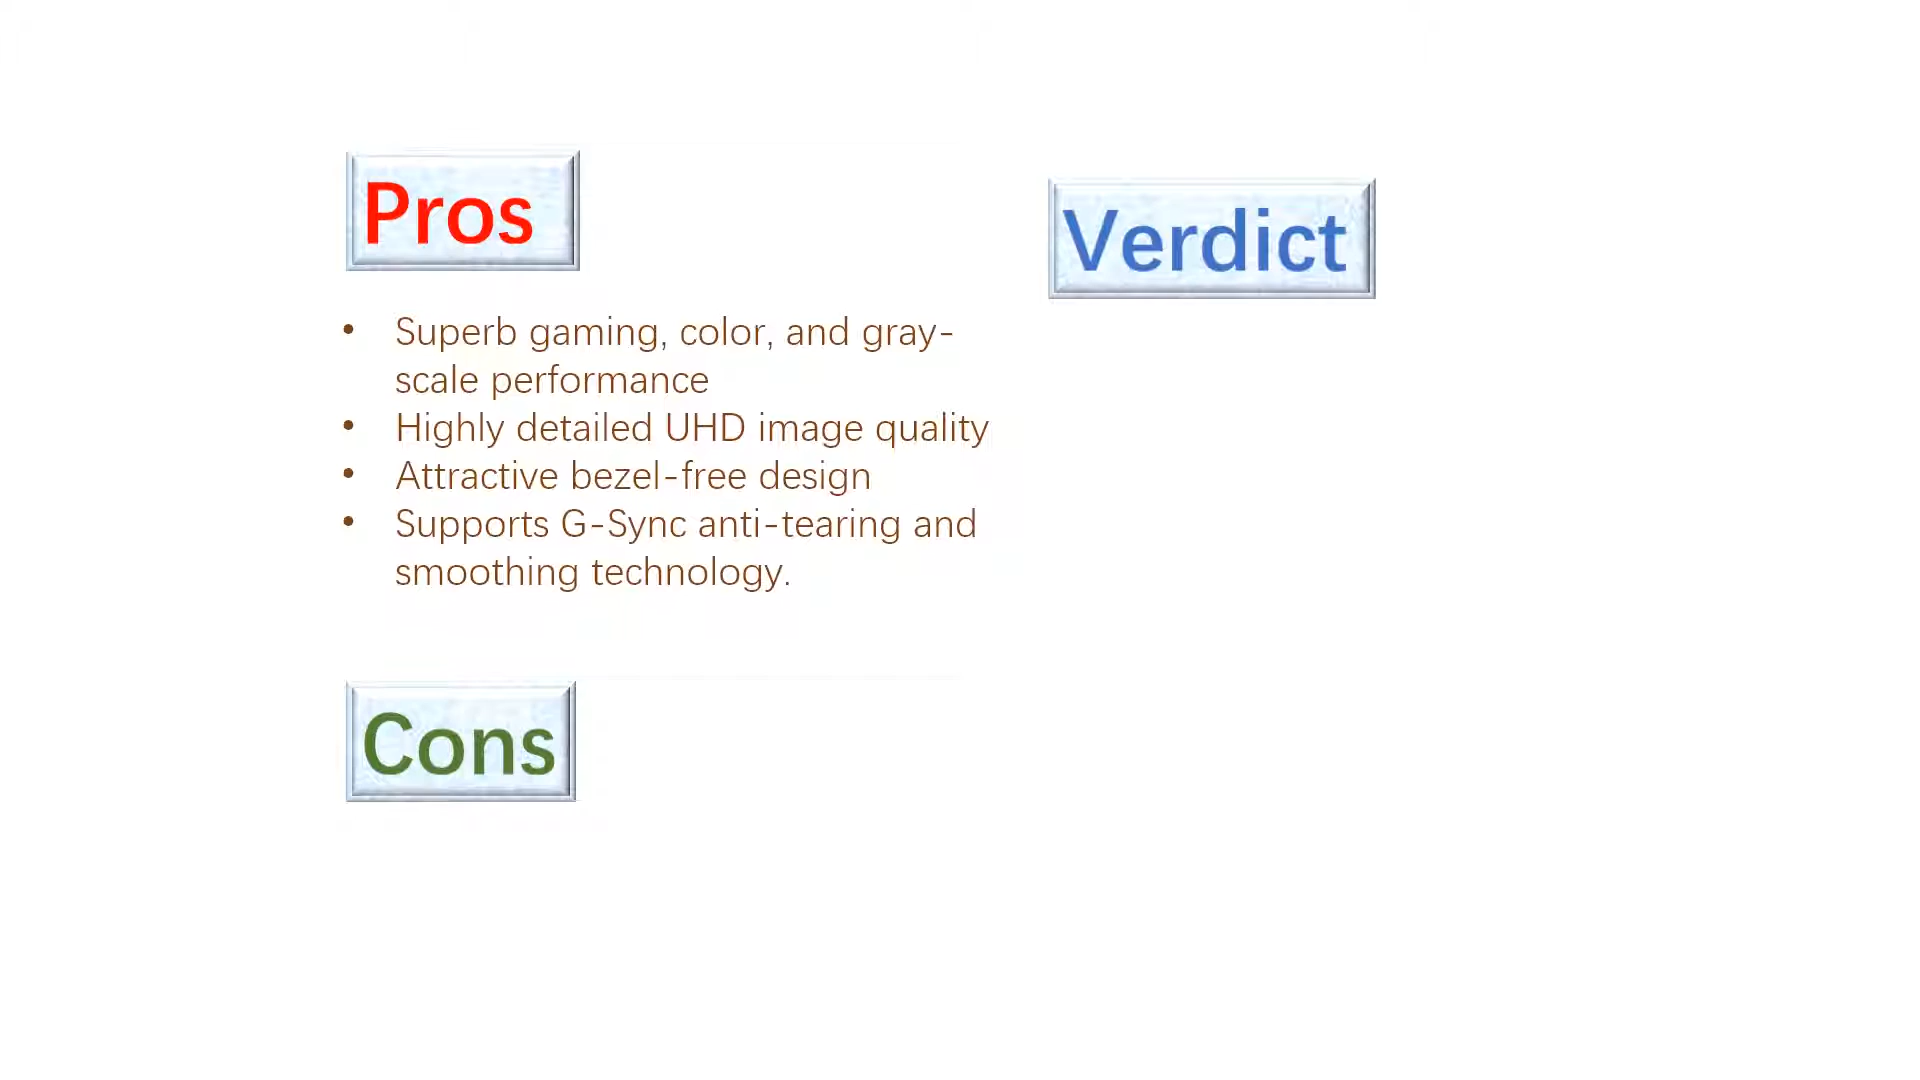 Pros
• Superb gaming, color, and gray-
scale performance
• Highly detailed UHD image quality
• Attractive bezel-free design
• Supports G-Sync anti-tearing and
smoothing technology.
Cons
Verdict